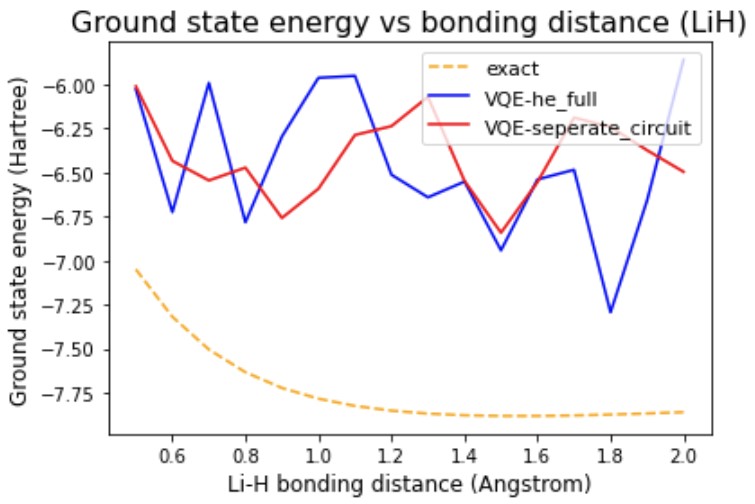 Ground state energy vs bonding distance (LiH)
exact
VQE-he_full
VQE-seperate_circuit
Ground state energy (Hartree)
−6.00
−6.25
−6.50
−6.75
−7.00
−7.25
−7.50
−7.75
0.6 0.8 1.0 1.2 1.4 1.6 1.8 2.0
Li-H bonding distance (Angstrom)